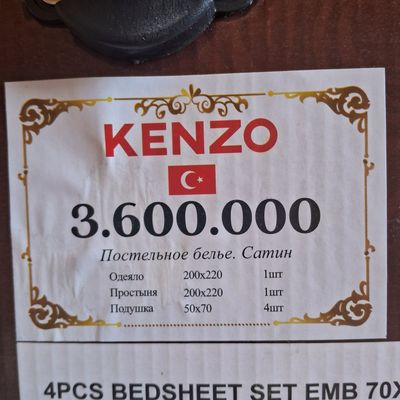 KENZO
3.600.000
Постельное белье. Сатин
Одеяло 200x220 1шт
Простыня 200x220 1шт
Подушка 50x70 4шт
4PCS BEDSHEET SET EMB 70X